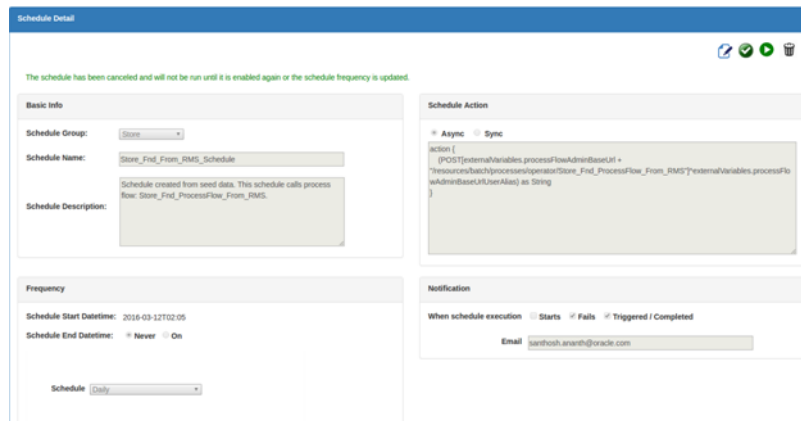 Schedule Detail
The schedule has been canceled and will not be run until it is enabled again or the schedule frequency is updated.
Basic Info
Schedule Group: Store
Schedule Name: Store_Fnd_From_RMS_Schedule
Schedule Description: Schedule created from seed data. This schedule calls process
flow: Store_Fnd_ProcessFlow_From_RMS.
Schedule Action
Async Sync
action {
(POST[externalVariables.processFlowAdminBaseUrl +
"/resources/batch/processes/operator/Store_Fnd_ProcessFlow_From_RMS"]^externalVariables.processFlo
wAdminBaseUrlUserAlias) as String
}
Frequency
Schedule Start Datetime: 2016-03-12T02:05
Schedule End Datetime: Never On
Schedule Daily
Notification
When schedule execution Starts Fails Triggered / Completed
Email santhosh.ananth@oracle.com